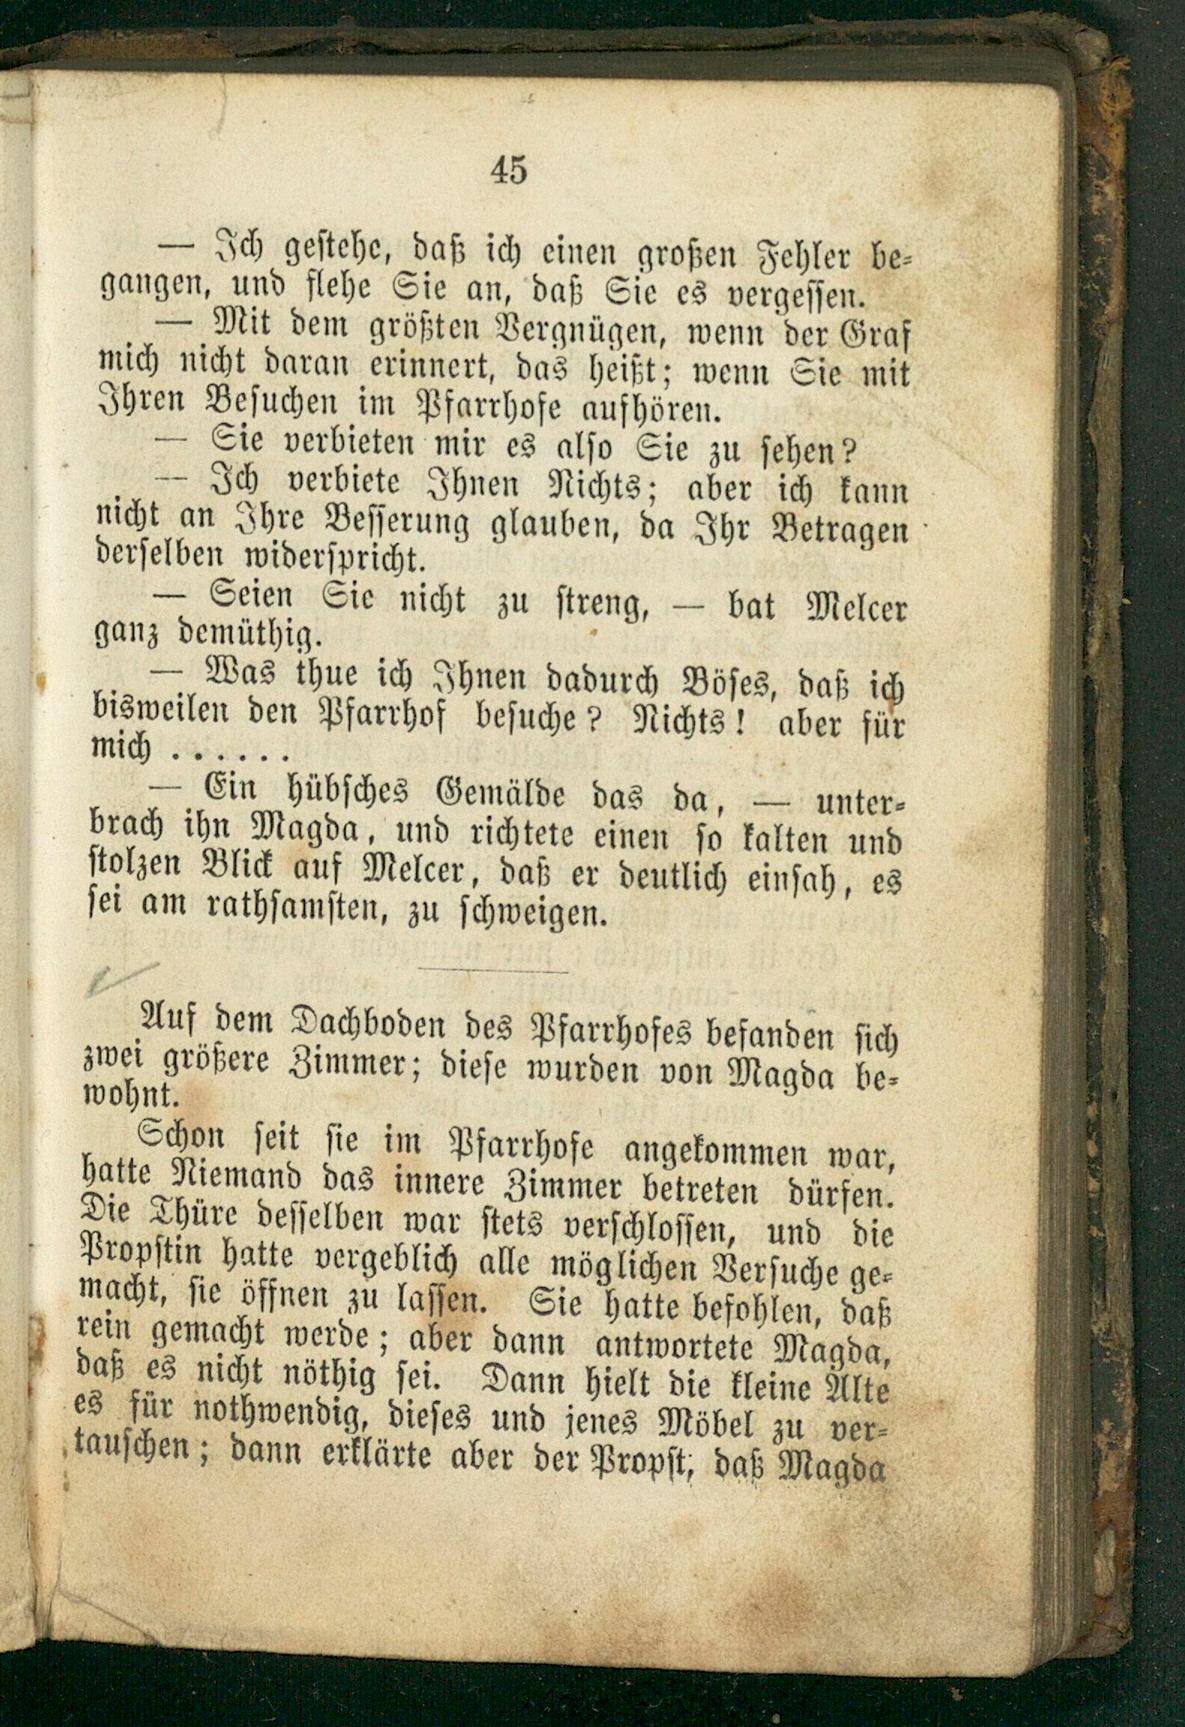 45
— Ich gestehe, daß ich einen großen Fehler be-
gangen, und flehe Sie an, daß Sie es vergessen.
— Mit dem größten Vergnügen, wenn der Graf
mich nicht daran erinnert, das heißt; wenn Sie mit
Ihren Besuchen im Pfarrhofe aufhören.
— Sie verbieten mir es also Sie zu sehen?
— Ich verbiete Ihnen Nichts; aber ich kann
nicht an Ihre Besserung glauben, da Ihr Betragen
derselben widerspricht.
— Seien Sie nicht zu streng, — bat Melcer
ganz demüthig.
— Was thue ich Ihnen dadurch Böses, daß ich
bisweilen den Pfarrhof besuche? Nichts! aber für
mich . . . . . .
— Ein hübsches Gemälde das da, — unter-
brach ihn Magda, und richtete einen so kalten und
stolzen Blick auf Melcer, daß er deutlich einsah, es
sei am rathsamsten, zu schweigen.
Auf dem Dachboden des Pfarrhofes befanden sich
zwei größere Zimmer; diese wurden von Magda be-
wohnt.
Schon seit sie im Pfarrhofe angekommen war,
hatte Niemand das innere Zimmer betreten dürfen.
Die Thüre desselben war stets verschlossen, und die
Propstin hatte vergeblich alle möglichen Versuche ge-
macht, sie öffnen zu lassen. Sie hatte befohlen, daß
rein gemacht werde; aber dann antwortete Magda,
daß es nicht nöthig sei. Dann hielt die kleine Alte
es für nothwendig, dieses und jenes Möbel zu ver-
tauschen; dann erklärte aber der Propst, daß Magda